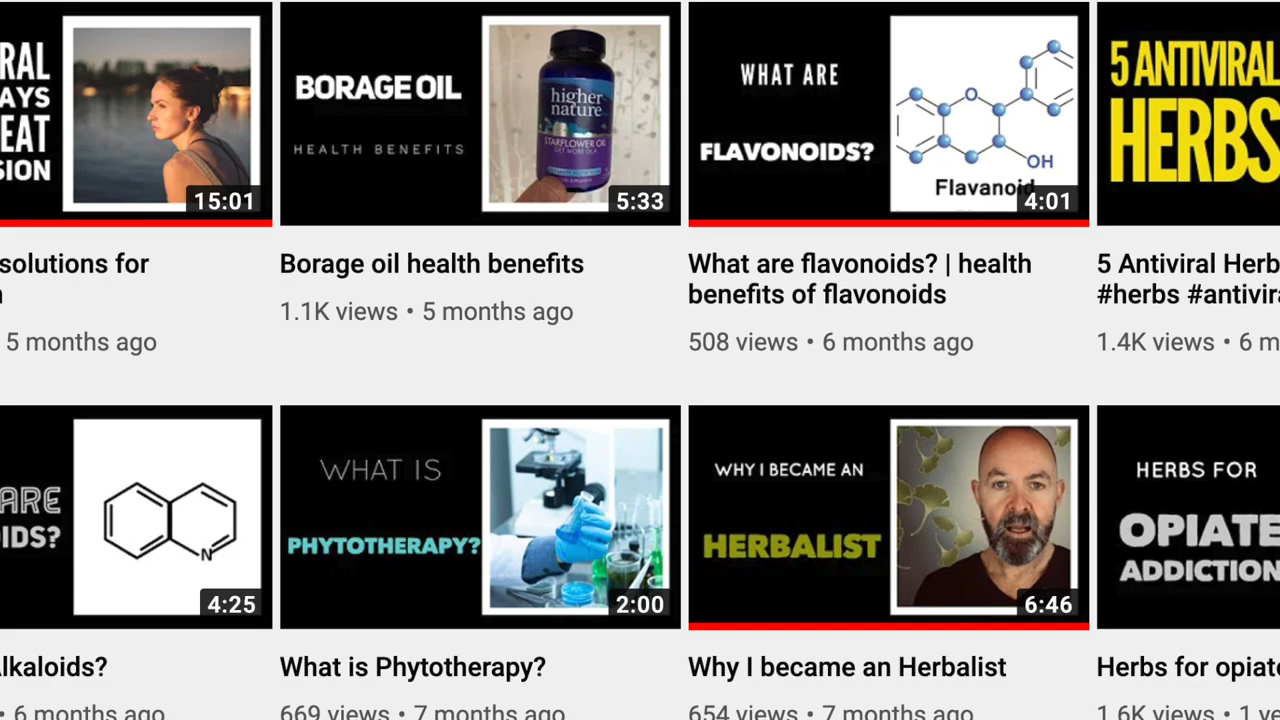 RAL
AYS
EAT
SION
15:01
BORAGE OIL
HEALTH BENEFITS
higher
nature
STARFLOWER OIL
GET MORE GLA
5:33
WHAT ARE
FLAVONOIDS?
O
OH
Flavanoid
4:01
5 ANTIVIRAL
HERBS
solutions for
5 months ago
Borage oil health benefits
1.1K views • 5 months ago
What are flavonoids? | health
benefits of flavonoids
508 views • 6 months ago
5 Antiviral Herb
#herbs #antivira
1.4K views • 6 m
ARE
IDS?
N
4:25
WHAT IS
PHYTOTHERAPY?
2:00
WHY I BECAME AN
HERBALIST
6:46
HERBS FOR
OPIATE
ADDICTION
lkaloids?
• 6 months ago
What is Phytotherapy?
669 views • 7 months ago
Why I became an Herbalist
654 views • 7 months ago
Herbs for opiate
1.6K views • 1 ye